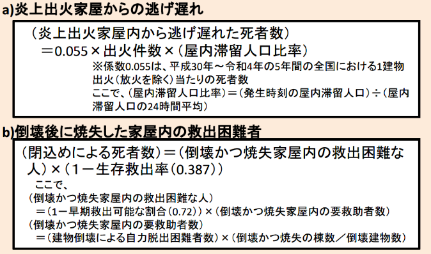 a)炎上出火家屋からの逃げ遅れ
(炎上出火家屋内から逃げ遅れた死者数)
=0.055×出火件数×(屋内滞留人口比率)
※係数0.055は、平成30年～令和4年の5年間の全国における1建物
出火(放火を除く)当たりの死者数
ここで、(屋内滞留人口比率)=(発生時刻の屋内滞留人口)÷(屋内
滞留人口の24時間平均)
b)倒壊後に焼失した家屋内の救出困難者
(閉込めによる死者数)=(倒壊かつ焼失家屋内の救出困難な
人)×(1－生存救出率(0.387))
ここで、
(倒壊かつ焼失家屋内の救出困難な人)
=(1－早期救出可能な割合(0.72))×(倒壊かつ焼失家屋内の要救助者数)
(倒壊かつ焼失家屋内の要救助者数)
=(建物倒壊による自力脱出困難者数)×(倒壊かつ焼失の棟数/倒壊建物数)